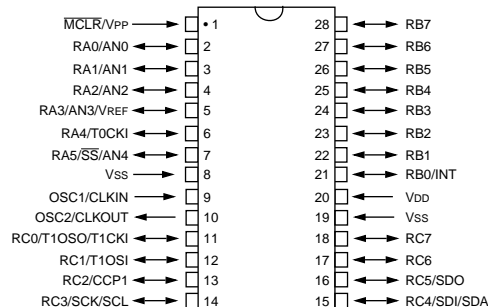 MCLR/VPP 1 28 RB7
RA0/AN0 2 27 RB6
RA1/AN1 3 26 RB5
RA2/AN2 4 25 RB4
RA3/AN3/VREF 5 24 RB3
RA4/T0CKI 6 23 RB2
RA5/SS/AN4 7 22 RB1
VSS 8 21 RB0/INT
OSC1/CLKIN 9 20 VDD
OSC2/CLKOUT 10 19 VSS
RC0/T1OSO/T1CKI 11 18 RC7
RC1/T1OSI 12 17 RC6
RC2/CCP1 13 16 RC5/SDO
RC3/SCK/SCL 14 15 RC4/SDI/SDA